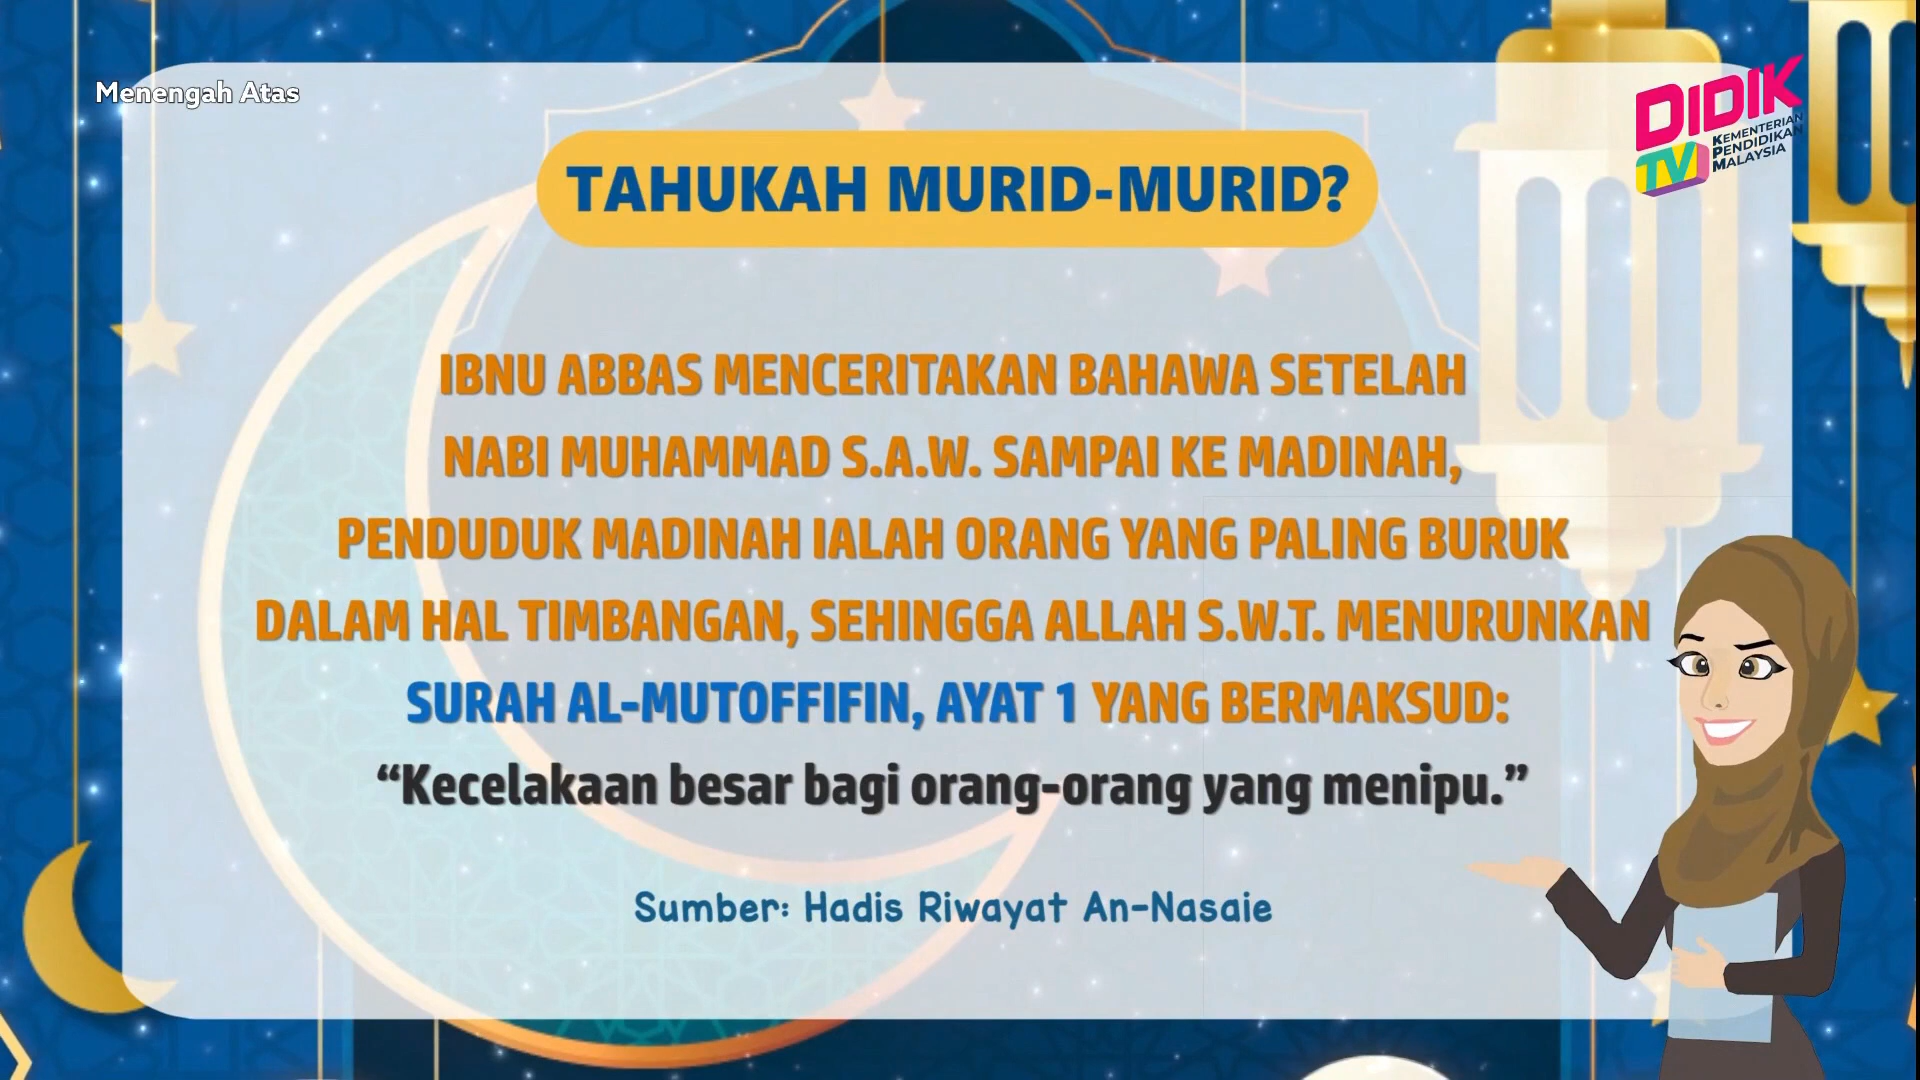 Menengah Atas
DIDIK
TV
KEMENTERIAN
PENDIDIKAN
MALAYSIA
TAHUKAH MURID-MURID?
IBNU ABBAS MENCERITAKAN BAHAWA SETELAH
NABI MUHAMMAD S.A.W. SAMPAI KE MADINAH,
PENDUDUK MADINAH IALAH ORANG YANG PALING BURUK
DALAM HAL TIMBANGAN, SEHINGGA ALLAH S.W.T. MENURUNKAN
SURAH AL-MUTOFFIFIN, AYAT 1 YANG BERMAKSUD:
“Kecelakaan besar bagi orang-orang yang menipu.”
Sumber: Hadis Riwayat An-Nasaie